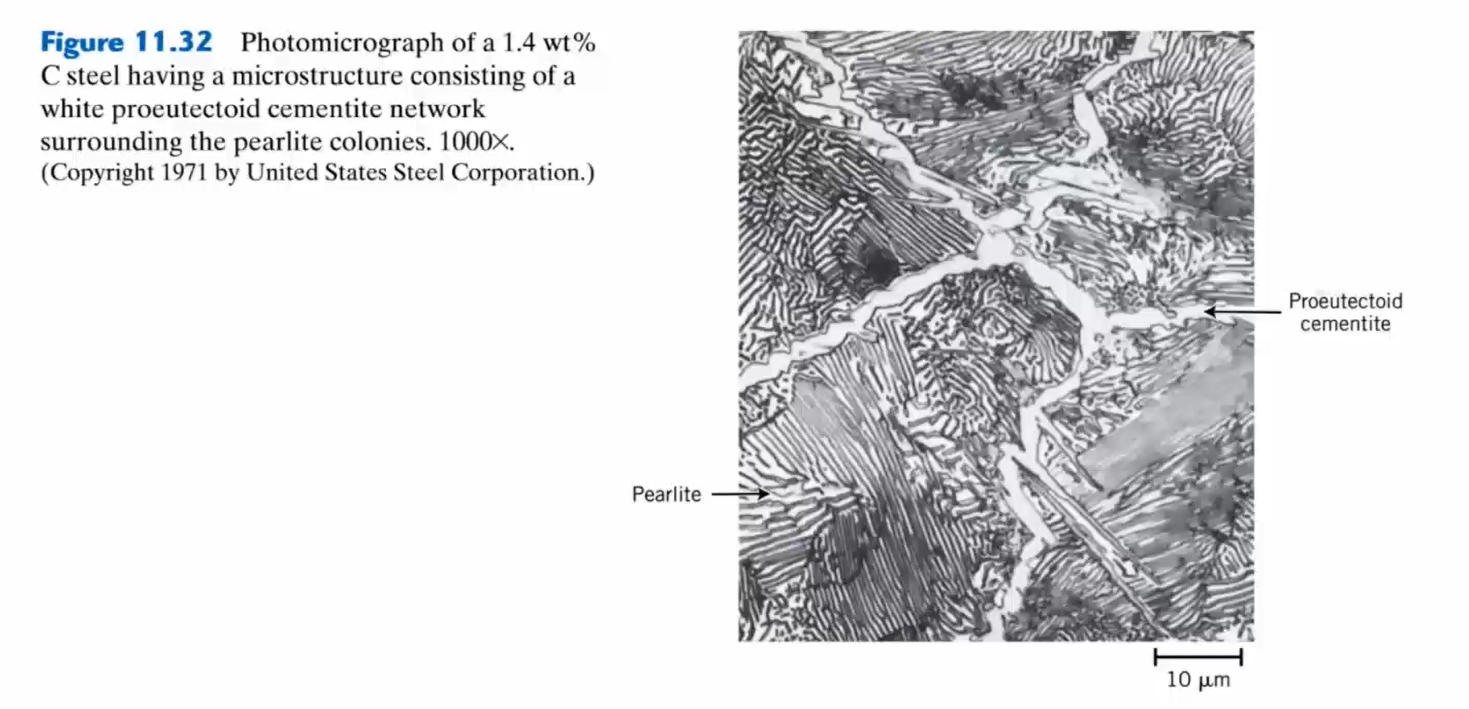 Figure 11.32 Photomicrograph of a 1.4 wt%
C steel having a microstructure consisting of a
white proeutectoid cementite network
surrounding the pearlite colonies. 1000×.
(Copyright 1971 by United States Steel Corporation.)
Proeutectoid
cementite
Pearlite
10 μm